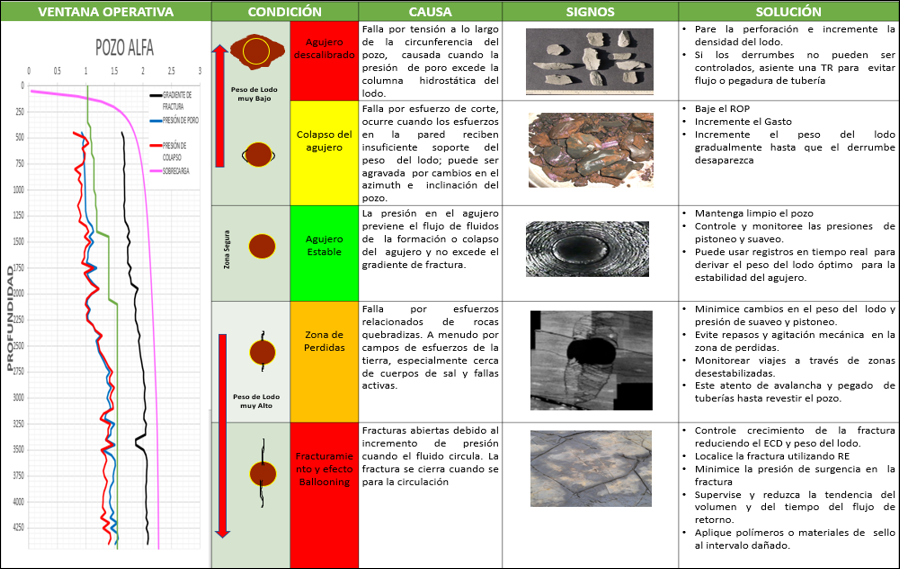 VENTANA OPERATIVA
CONDICIÓN
CAUSA
SIGNOS
SOLUCIÓN
POZO ALFA
0 0.5 1 1.5 2 2.5 3
0
250
500
750
1000
1250
1500
1750
2000
2250
2500
2750
3000
3250
3500
3750
4000
4250
PROFUNDIDAD
GRADIENTE DE
FRACTURA
PRESIÓN DE PORO
PRESIÓN DE
COLAPSO
SOBRECARGA
Peso de Lodo
muy Bajo
Agujero
descalibrado
Falla por tensión a lo largo
de la circunferencia del
pozo, causada cuando la
presión de poro excede la
columna hidrostática del
lodo.
• Pare la perforación e incremente la
densidad del lodo.
• Si los derrumbes no pueden ser
controlados, asiente una TR para evitar
flujo o pegadura de tubería
Colapso del
agujero
Falla por esfuerzo de corte,
ocurre cuando los esfuerzos
en la pared reciben
insuficiente soporte del
peso del lodo; puede ser
agravada por cambios en el
azimuth e inclinación del
pozo.
• Baje el ROP
• Incremente el Gasto
• Incremente el peso del lodo
gradualmente hasta que el derrumbe
desaparezca
Zona Segura
Agujero
Estable
La presión en el agujero
previene el flujo de fluidos
de la formación o colapso
del agujero y no excede el
gradiente de fractura.
• Mantenga limpio el pozo
• Controle y monitoree las presiones de
pistoneo y suaveo.
• Puede usar registros en tiempo real para
derivar el peso del lodo óptimo para la
estabilidad del agujero.
Peso de Lodo
muy Alto
Zona de
Perdidas
Falla por esfuerzos
relacionados de rocas
quebradizas. A menudo por
campos de esfuerzos de la
tierra, especialmente cerca
de cuerpos de sal y fallas
activas.
• Minimice cambios en el peso del lodo y
presión de suaveo y pistoneo.
• Evite repasos y agitación mecánica en la
zona de perdidas.
• Monitorear viajes a través de zonas
desestabilizadas.
• Este atento de avalancha y pegado de
tuberías hasta revestir el pozo.
Fracturamie
nto y efecto
Ballooning
Fracturas abiertas debido al
incremento de presión
cuando el fluido circula. La
fractura se cierra cuando se
para la circulación
• Controle crecimiento de la fractura
reduciendo el ECD y peso del lodo.
• Localice la fractura utilizando RE
• Minimice la presión de surgencia en la
fractura
• Supervise y reduzca la tendencia del
volumen y del tiempo del flujo de
retorno.
• Aplique polímeros o materiales de sello
al intervalo dañado.